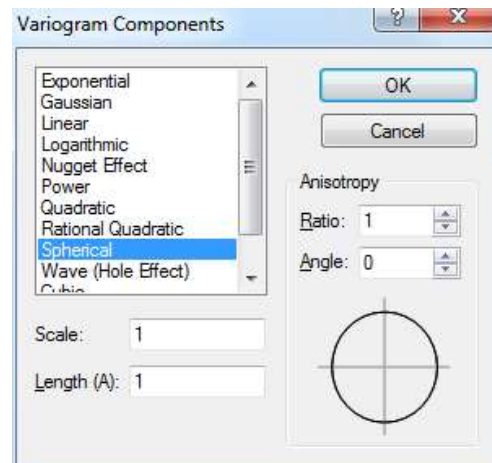 Variogram Components
?
X
Exponential
Gaussian
Linear
Logarithmic
Nugget Effect
Power
Quadratic
Rational Quadratic
Spherical
Wave (Hole Effect)
Cubic
Scale: 1
Length (A): 1
OK
Cancel
Anisotropy
Ratio: 1
Angle: 0